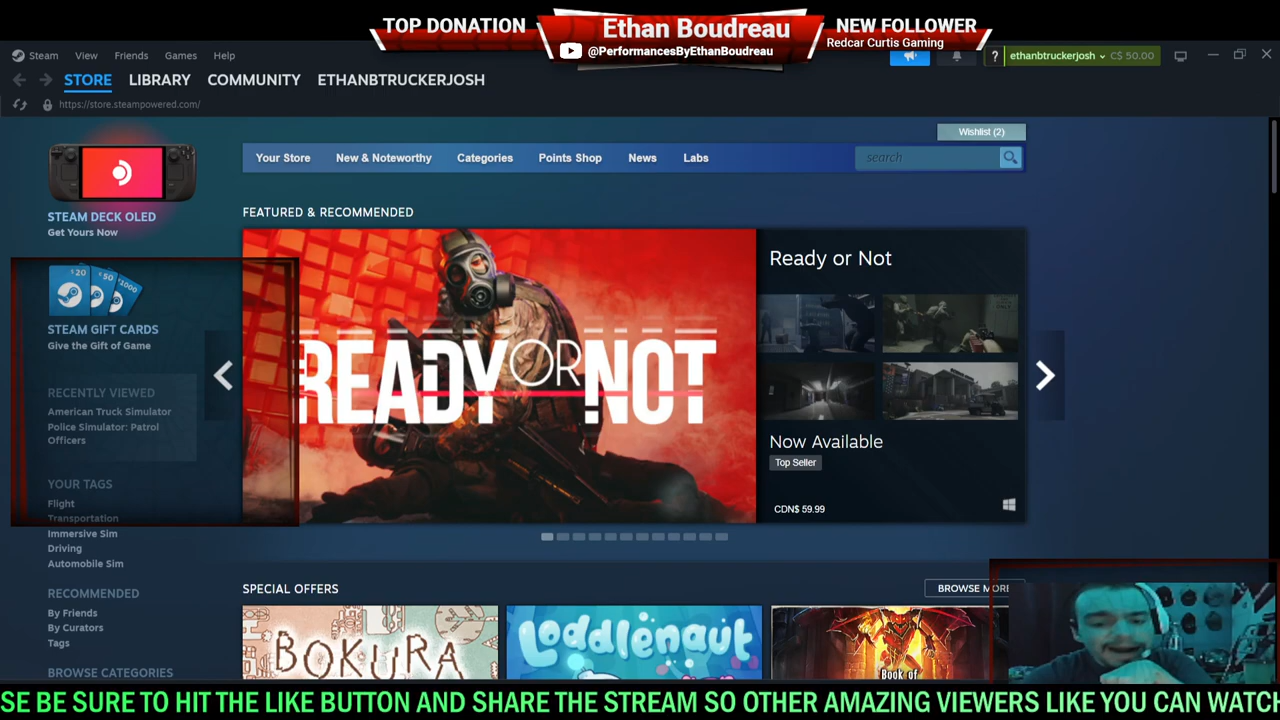 TOP DONATION
Ethan Boudreau
@PerformancesByEthanBoudreau
NEW FOLLOWER
Redcar Curtis Gaming
Steam View Friends Games Help
? ethanbtruckerjosh C$ 50.00
STORE LIBRARY COMMUNITY ETHANBTRUCKERJOSH
https://store.steampowered.com/
Wishlist (2)
Your Store New & Noteworthy Categories Points Shop News Labs search
STEAM DECK OLED
Get Yours Now
$20 $50 $1000
STEAM GIFT CARDS
Give the Gift of Game
RECENTLY VIEWED
American Truck Simulator
Police Simulator: Patrol
Officers
YOUR TAGS
Flight
Transportation
Immersive Sim
Driving
Automobile Sim
RECOMMENDED
By Friends
By Curators
Tags
BROWSE CATEGORIES
FEATURED & RECOMMENDED
READY OR NOT
Ready or Not
Now Available
Top Seller
CDN$ 59.99
SPECIAL OFFERS
BROWSE MORE
BOKURA
Loddlenaut
Book of
SE BE SURE TO HIT THE LIKE BUTTON AND SHARE THE STREAM SO OTHER AMAZING VIEWERS LIKE YOU CAN WATCH